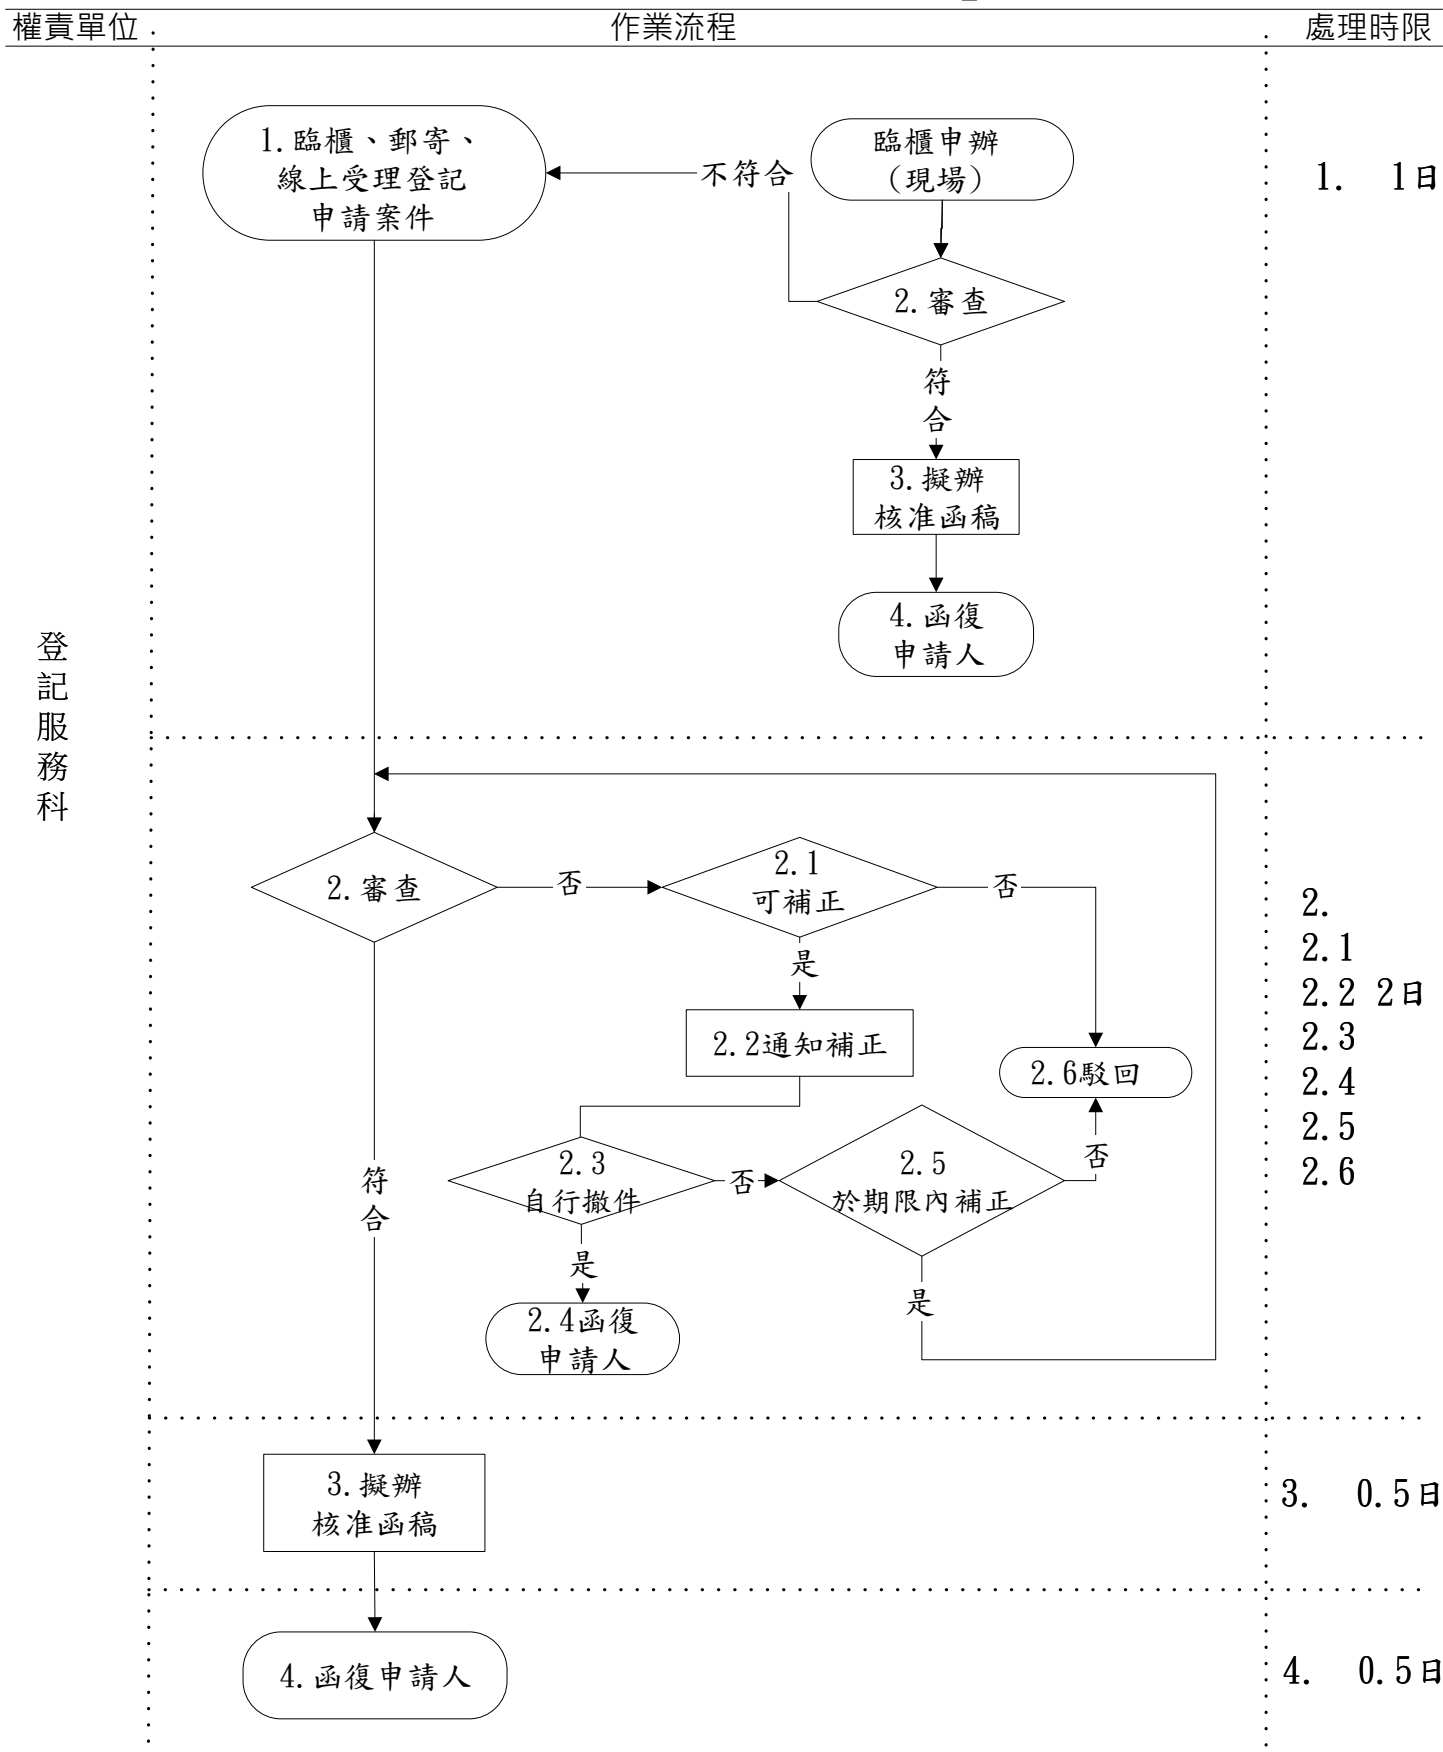 權責單位
作業流程
處理時限
1.臨櫃、郵寄、
線上受理登記
申請案件
不符合
臨櫃申辦
（現場）
1. 1日
2.審查
符
合
3.擬辦
核准函稿
4.函復
申請人
登
記
服
務
科
2.審查
否
2.1
可補正
否
是
2.2通知補正
2.6駁回
2.
2.1
2.2 2日
2.3
2.4
2.5
2.6
符
合
2.3
自行撤件
否
2.5
於期限內補正
否
是
2.4函復
申請人
是
3.擬辦
核准函稿
3. 0.5日
4.函復申請人
4. 0.5日